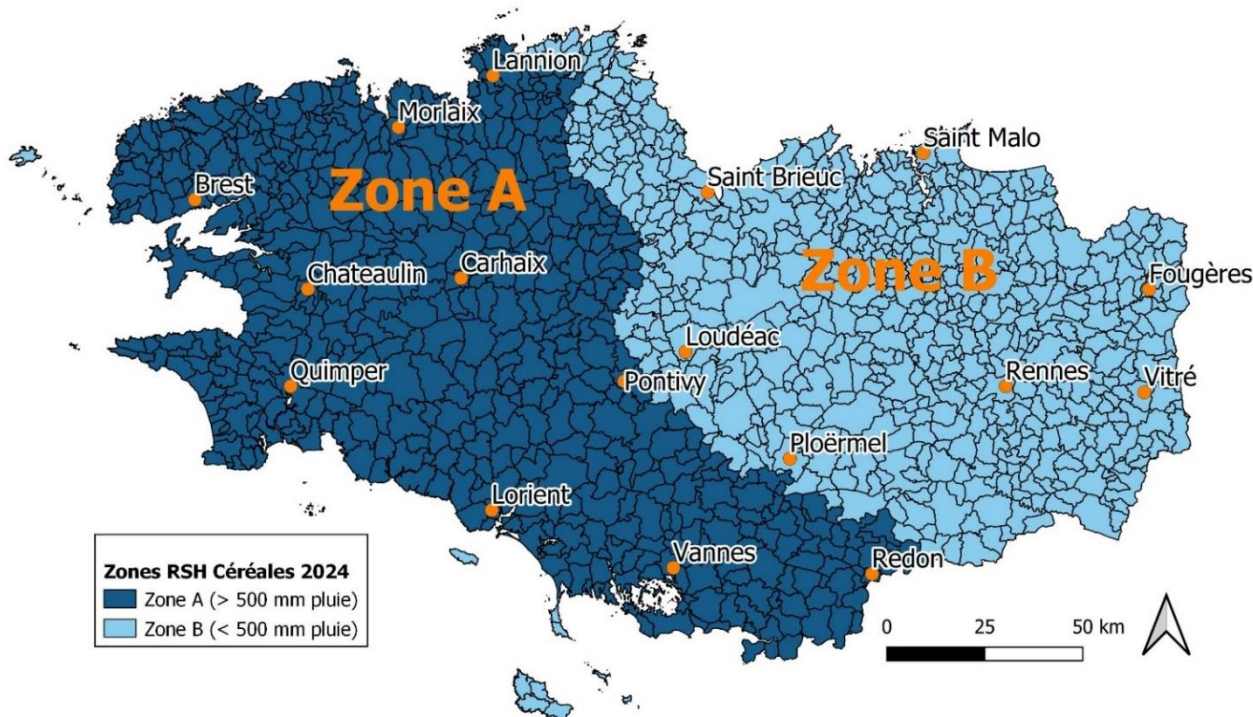 Lannion
Morlaix
Saint Malo
Brest
Zone A
Saint Brieuc
Chateaulin
Carhaix
Zone B
Fougères
Loudéac
Quimper
Pontivy
Rennes
Vitré
Ploërmel
Lorient
Vannes
Redon
Zones RSH Céréales 2024
Zone A (> 500 mm pluie)
Zone B (< 500 mm pluie)
0 25 50 km